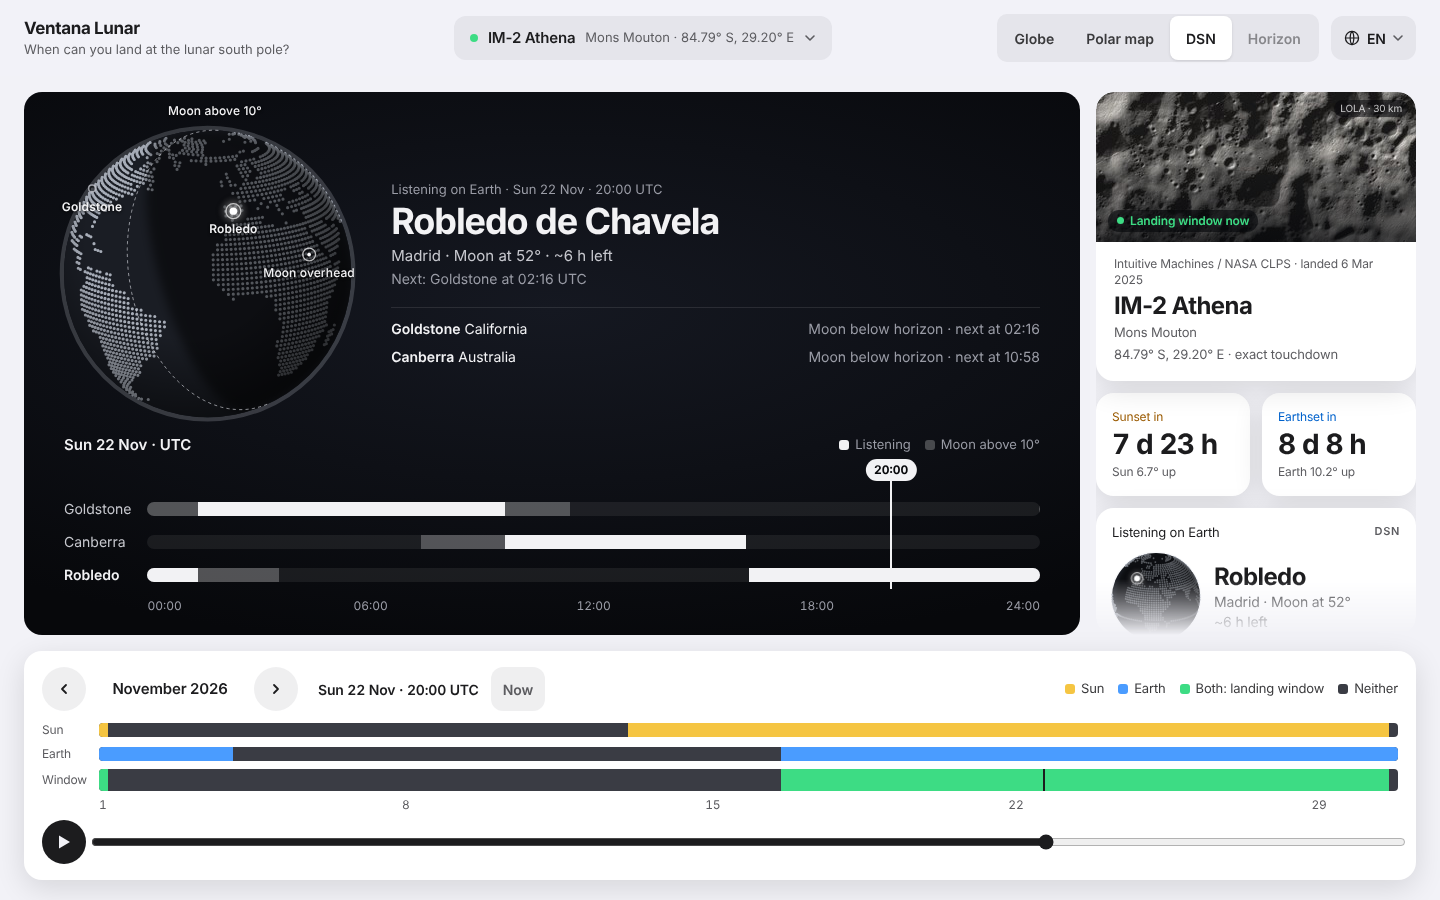 Ventana Lunar
When can you land at the lunar south pole?
IM-2 Athena Mons Mouton · 84.79° S, 29.20° E
Globe
Polar map
DSN
Horizon
EN
Moon above 10°
Goldstone
Robledo
Moon overhead
Listening on Earth · Sun 22 Nov · 20:00 UTC
Robledo de Chavela
Madrid · Moon at 52° · ~6 h left
Next: Goldstone at 02:16 UTC
Goldstone California Moon below horizon · next at 02:16
Canberra Australia Moon below horizon · next at 10:58
Sun 22 Nov · UTC
Listening Moon above 10°
20:00
Goldstone
Canberra
Robledo
00:00 06:00 12:00 18:00 24:00
LOLA · 30 km
Landing window now
Intuitive Machines / NASA CLPS · landed 6 Mar
2025
IM-2 Athena
Mons Mouton
84.79° S, 29.20° E · exact touchdown
Sunset in
7 d 23 h
Sun 6.7° up
Earthset in
8 d 8 h
Earth 10.2° up
Listening on Earth DSN
Robledo
Madrid · Moon at 52°
~6 h left
November 2026
Sun 22 Nov · 20:00 UTC
Now
Sun Earth Both: landing window Neither
Sun
Earth
Window
1 8 15 22 29